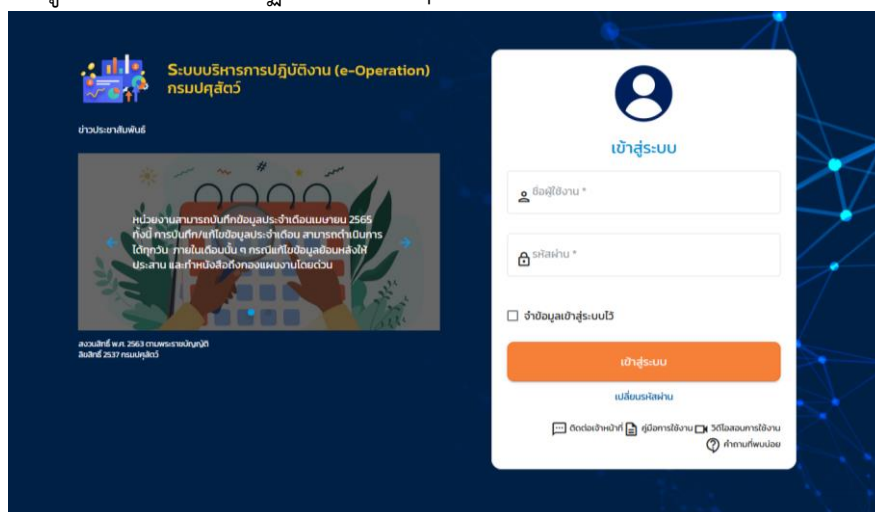 ระบบบริหารการปฏิบัติงาน (e-Operation)
กรมปศุสัตว์
ข่าวประชาสัมพันธ์
หน่วยงานสามารถบันทึกข้อมูลประจำเดือนเมษายน 2565
ทั้งนี้ การบันทึก/แก้ไขข้อมูลประจำเดือน สามารถดำเนินการ
ได้ทุกวัน ภายในเดือนนั้น ๆ กรณีแก้ไขข้อมูลย้อนหลังให้
ประสาน และทำหนังสือถึงกองแผนงานโดยด่วน
สงวนสิทธิ์ พ.ศ. 2563 ตามพระราชบัญญัติ
ลิขสิทธิ์ 2537 กรมปศุสัตว์
เข้าสู่ระบบ
ชื่อผู้ใช้งาน *
รหัสผ่าน *
จำข้อมูลเข้าสู่ระบบไว้
เข้าสู่ระบบ
เปลี่ยนรหัสผ่าน
ติดต่อเจ้าหน้าที่ คู่มือการใช้งาน วิดีโอสอนการใช้งาน
คำถามที่พบบ่อย